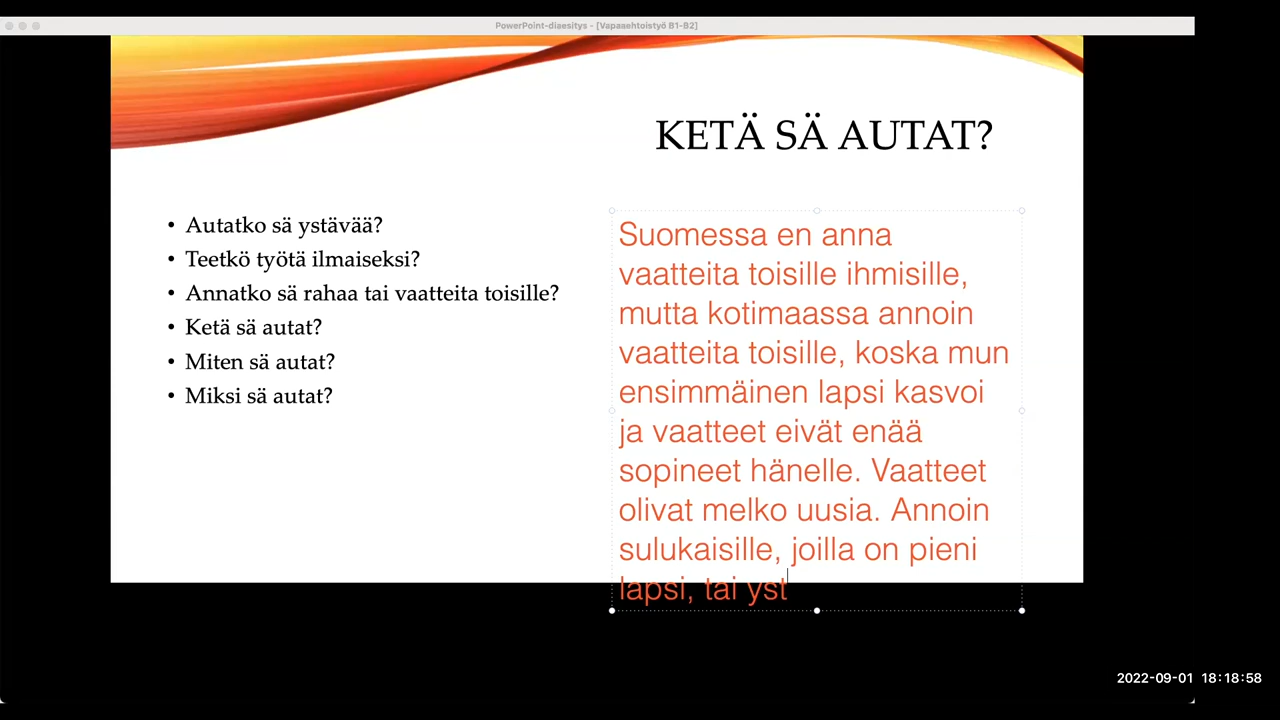 PowerPoint-diaesitys - [Vapaaehtoistyö B1-B2]
KETÄ SÄ AUTAT?
• Autatko sä ystävää?
• Teetkö työtä ilmaiseksi?
• Annatko sä rahaa tai vaatteita toisille?
• Ketä sä autat?
• Miten sä autat?
• Miksi sä autat?
Suomessa en anna
vaatteita toisille ihmisille,
mutta kotimaassa annoin
vaatteita toisille, koska mun
ensimmäinen lapsi kasvoi
ja vaatteet eivät enää
sopineet hänelle. Vaatteet
olivat melko uusia. Annoin
sulukaisille, joilla on pieni
lapsi, tai yst
2022-09-01 18:18:58